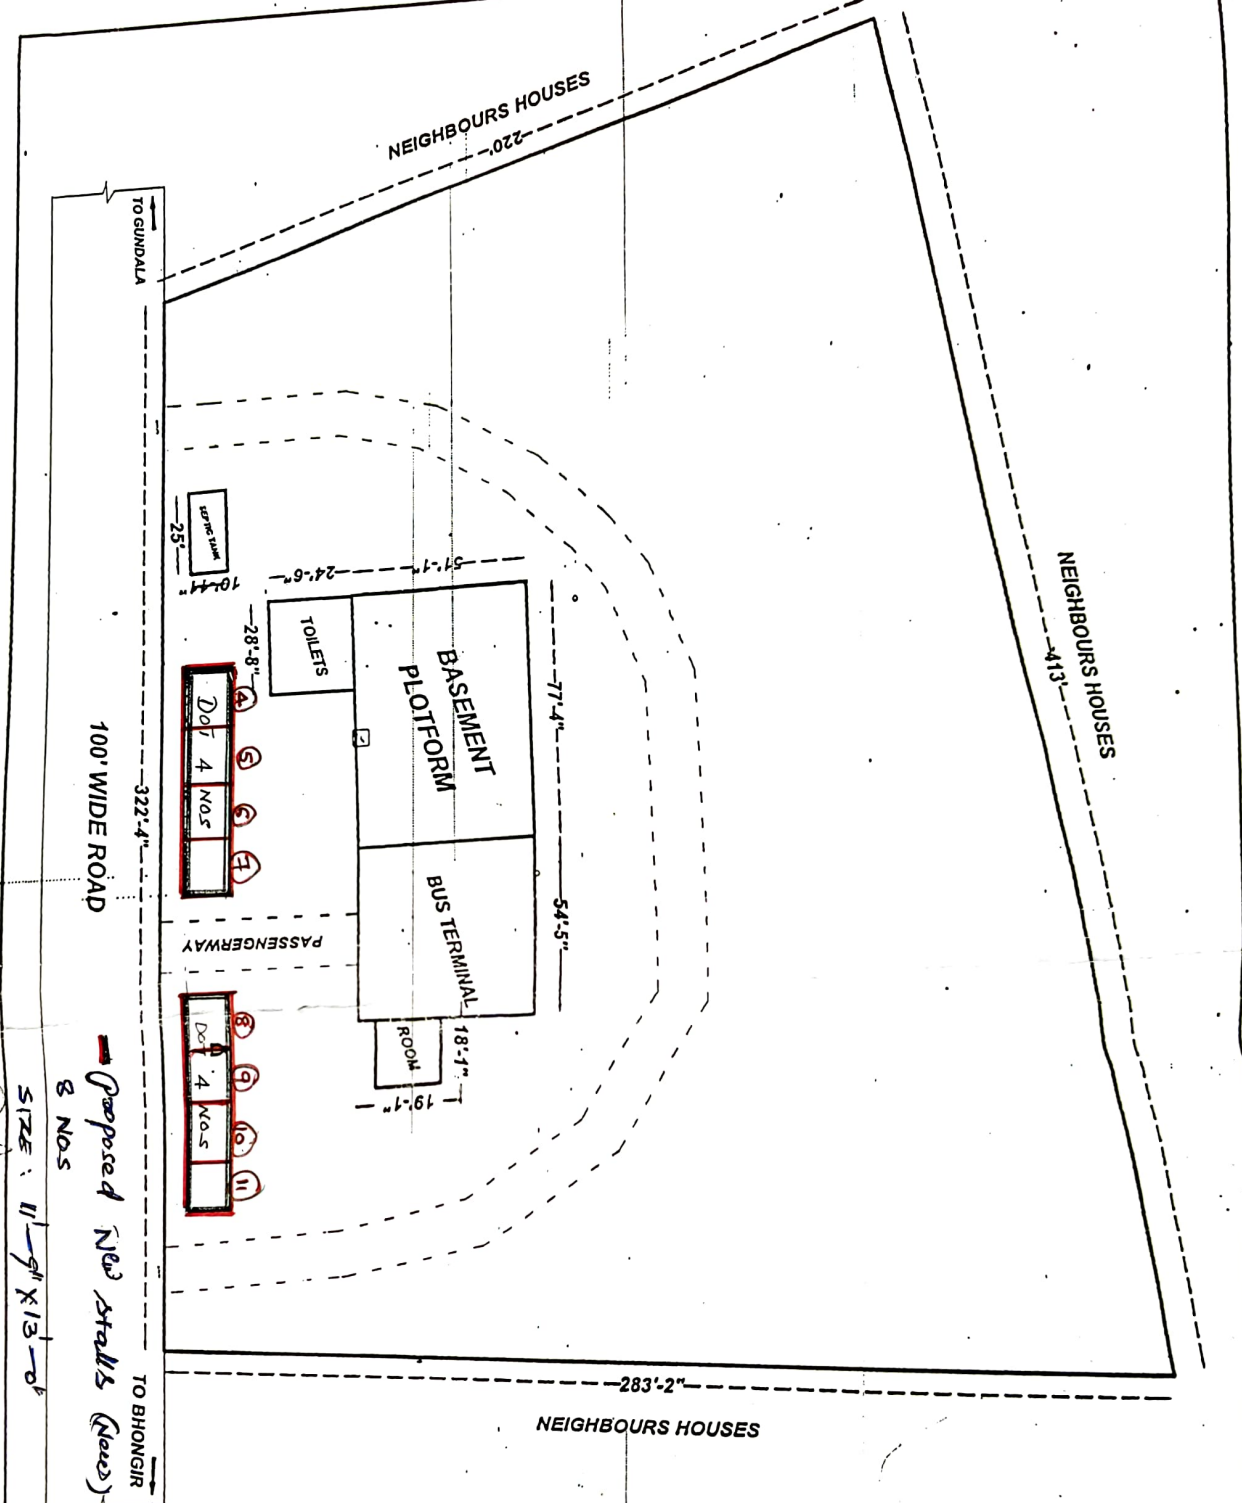 NEIGHBOURS HOUSES
220'
TO GUNDALA
NEIGHBOURS HOUSES
413'
SEPTIC TANK
25'
10'-11"
24'-6"
51'-1"
28'-8"
TOILETS
BASEMENT
PLOTFORM
77'-4"
4
5
6
7
DOT
4
NOS
100' WIDE ROAD
322'-4"
PASSENGERWAY
BUS TERMINAL
54'-5"
ROOM
18'-1"
19'-1"
8
9
10
11
DOT
4
NOS
Proposed New stalls (New)
8 NOS
SIZE: 11'-9" X 13'-0"
TO BHONGIR
283'-2"
NEIGHBOURS HOUSES